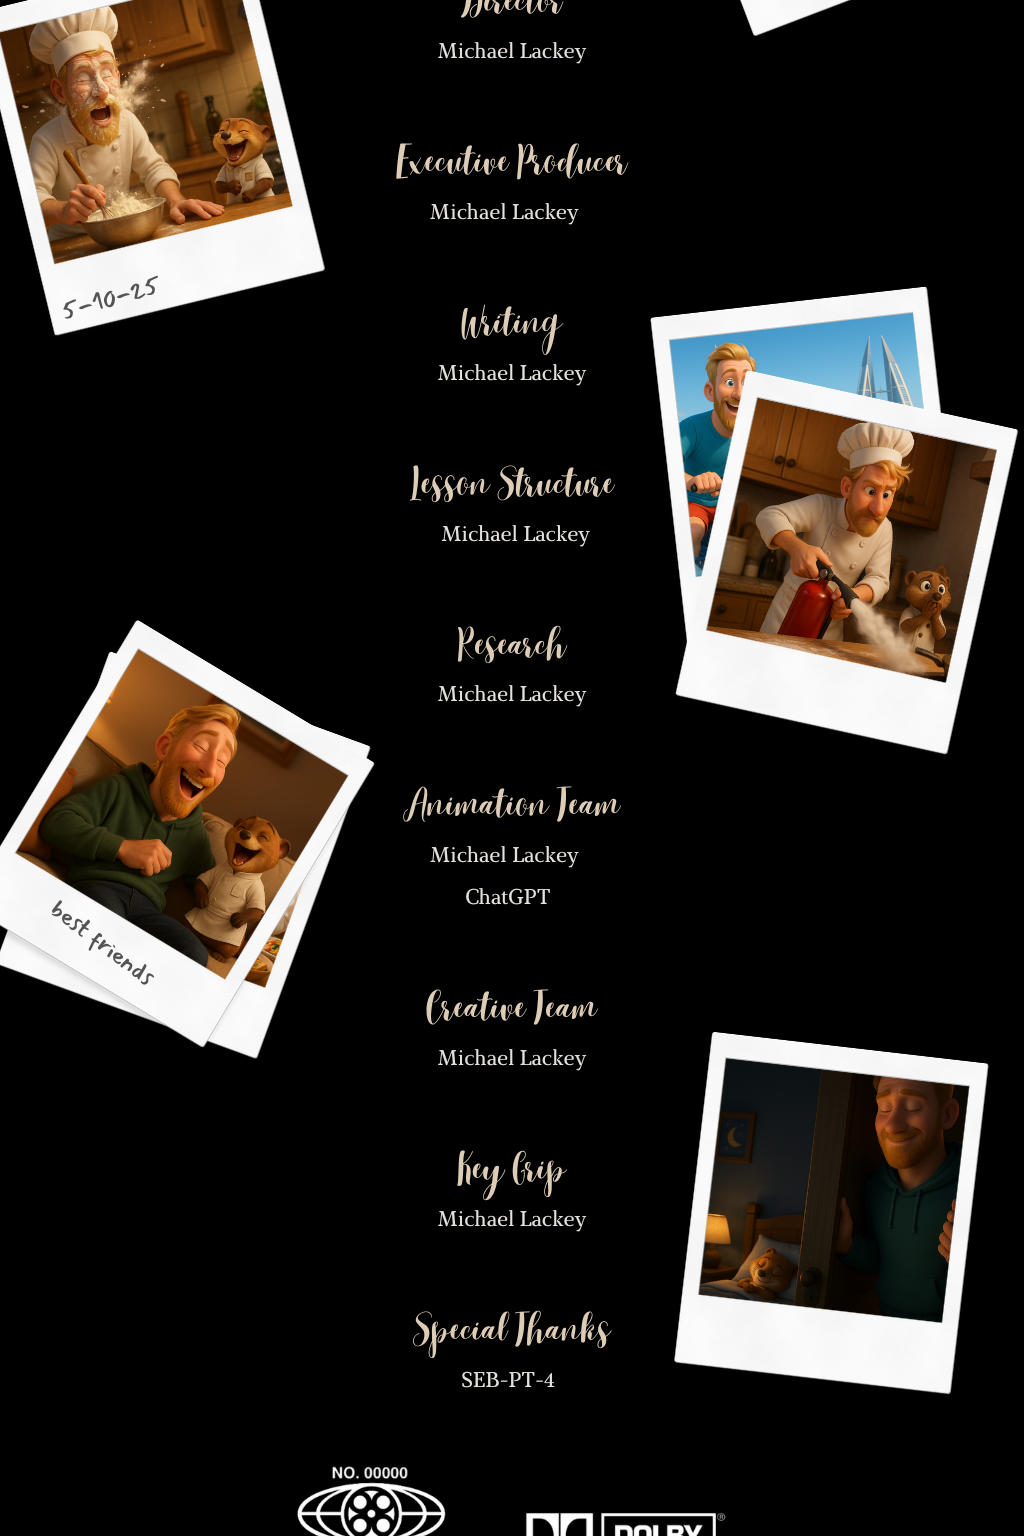 Director
Michael Lackey
Executive Producer
Michael Lackey
5-10-25
Writing
Michael Lackey
Lesson Structure
Michael Lackey
Research
Michael Lackey
Animation Team
Michael Lackey
ChatGPT
best friends
Creative Team
Michael Lackey
Key Grip
Michael Lackey
Special Thanks
SEB-PT-4
NO. 00000
DOLBY
®